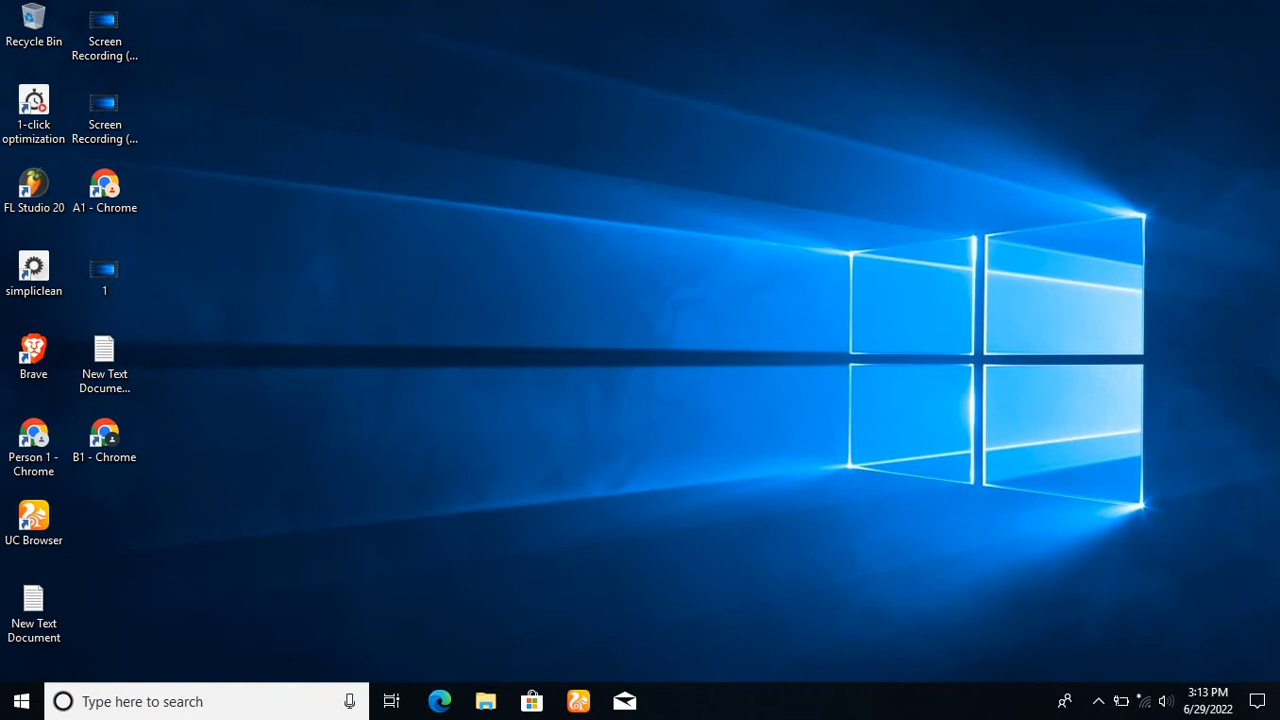 Recycle Bin
Screen
Recording (...
1-click
optimization
Screen
Recording (...
FL Studio 20
A1 - Chrome
simpliclean
1
Brave
New Text
Docume...
Person 1 -
Chrome
B1 - Chrome
UC Browser
New Text
Document
Type here to search
3:13 PM
6/29/2022